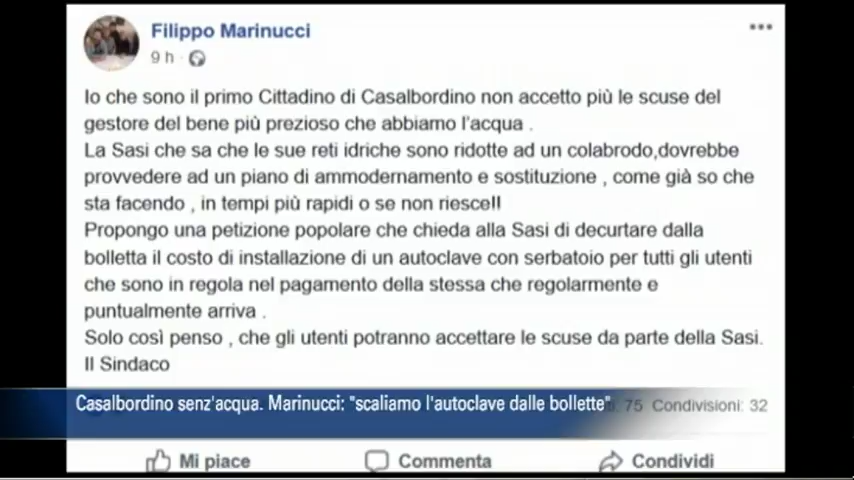 Filippo Marinucci
9 h
Io che sono il primo Cittadino di Casalbordino non accetto più le scuse del
gestore del bene più prezioso che abbiamo l'acqua .
La Sasi che sa che le sue reti idriche sono ridotte ad un colabrodo,dovrebbe
provvedere ad un piano di ammodernamento e sostituzione , come già so che
sta facendo , in tempi più rapidi o se non riesce!!
Propongo una petizione popolare che chieda alla Sasi di decurtare dalla
bolletta il costo di installazione di un autoclave con serbatoio per tutti gli utenti
che sono in regola nel pagamento della stessa che regolarmente e
puntualmente arriva .
Solo così penso , che gli utenti potranno accettare le scuse da parte della Sasi.
Il Sindaco
Casalbordino senz'acqua. Marinucci: "scaliamo l'autoclave dalle bollette"
75 Condivisioni: 32
Mi piace Commenta Condividi